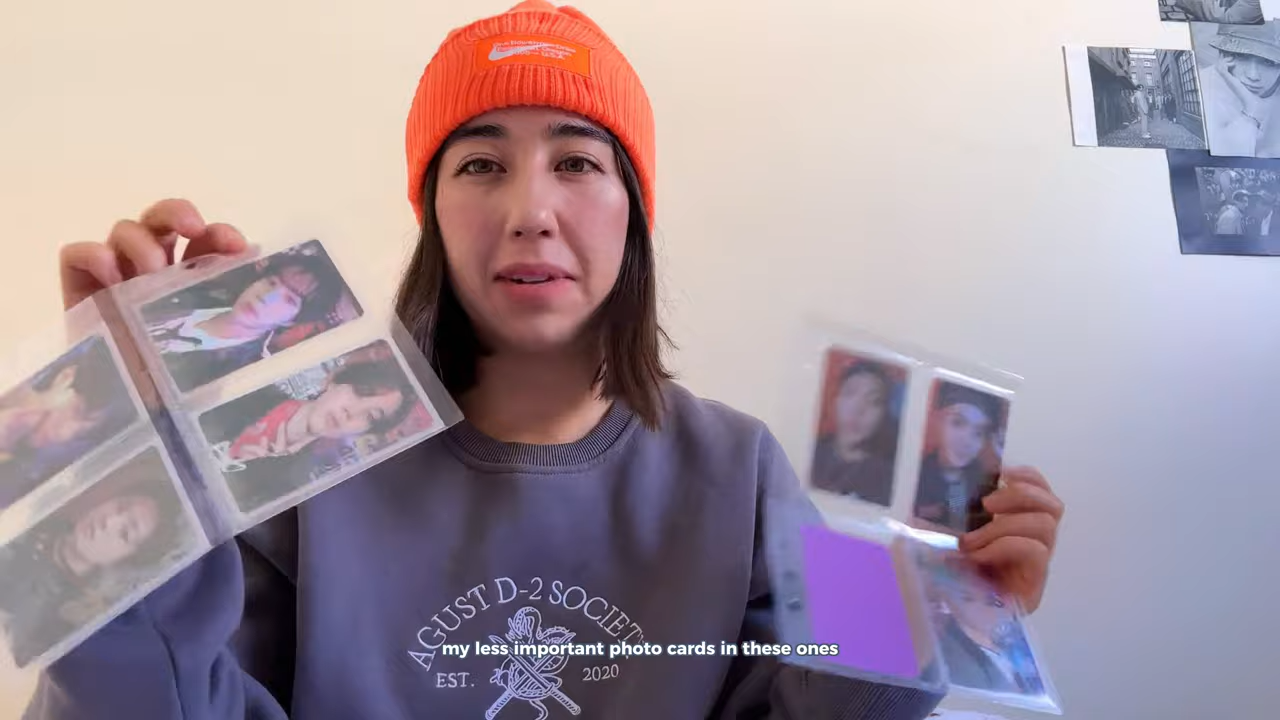 AGUST D-2 SOCIETY
my less important photo cards in these ones
EST.
2020